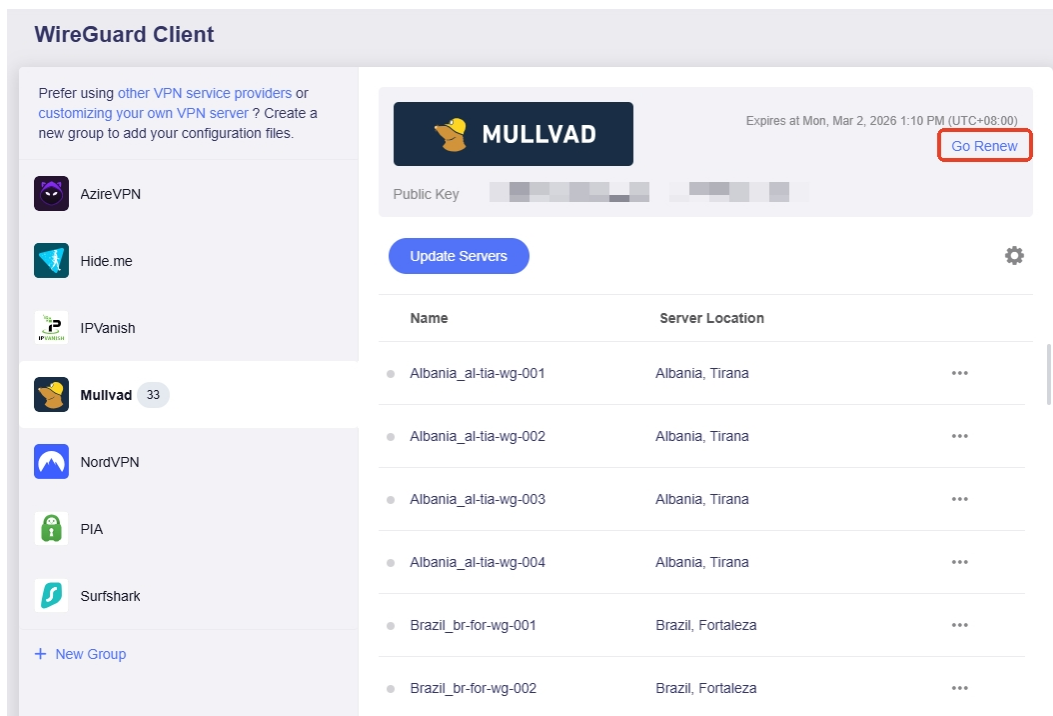 WireGuard Client
Prefer using other VPN service providers or
customizing your own VPN server ? Create a
new group to add your configuration files.
AzireVPN
Hide.me
IPVanish
Mullvad 33
NordVPN
PIA
Surfshark
+ New Group
MULLVAD
Expires at Mon, Mar 2, 2026 1:10 PM (UTC+08:00)
Go Renew
Public Key
Update Servers
Name Server Location
Albania_al-tia-wg-001 Albania, Tirana
Albania_al-tia-wg-002 Albania, Tirana
Albania_al-tia-wg-003 Albania, Tirana
Albania_al-tia-wg-004 Albania, Tirana
Brazil_br-for-wg-001 Brazil, Fortaleza
Brazil_br-for-wg-002 Brazil, Fortaleza